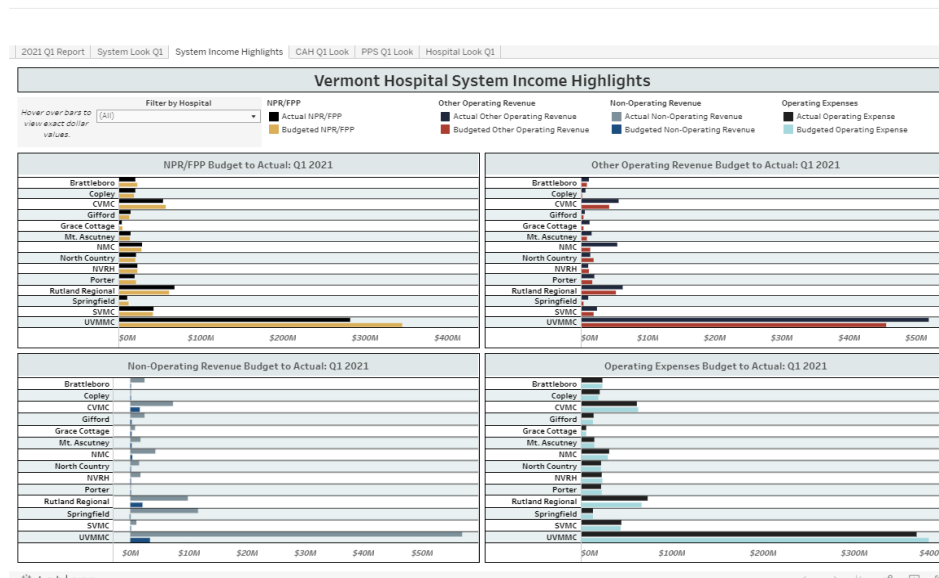 2021 Q1 Report
System Look Q1
System Income Highlights
CAH Q1 Look
PPS Q1 Look
Hospital Look Q1
Vermont Hospital System Income Highlights
Hover over bars to
view exact dollar
values.
Filter by Hospital
(All)
NPR/FPP
Actual NPR/FPP
Budgeted NPR/FPP
Other Operating Revenue
Actual Other Operating Revenue
Budgeted Other Operating Revenue
Non-Operating Revenue
Actual Non-Operating Revenue
Budgeted Non-Operating Revenue
Operating Expenses
Actual Operating Expense
Budgeted Operating Expense
NPR/FPP Budget to Actual: Q1 2021
Brattleboro
Copley
CVMC
Gifford
Grace Cottage
Mt. Ascutney
NMC
North Country
NVRH
Porter
Rutland Regional
Springfield
SVMC
UVMMC
$0M $100M $200M $300M $400M
Other Operating Revenue Budget to Actual: Q1 2021
Brattleboro
Copley
CVMC
Gifford
Grace Cottage
Mt. Ascutney
NMC
North Country
NVRH
Porter
Rutland Regional
Springfield
SVMC
UVMMC
$0M $10M $20M $30M $40M $50M
Non-Operating Revenue Budget to Actual: Q1 2021
Brattleboro
Copley
CVMC
Gifford
Grace Cottage
Mt. Ascutney
NMC
North Country
NVRH
Porter
Rutland Regional
Springfield
SVMC
UVMMC
$0M $10M $20M $30M $40M $50M
Operating Expenses Budget to Actual: Q1 2021
Brattleboro
Copley
CVMC
Gifford
Grace Cottage
Mt. Ascutney
NMC
North Country
NVRH
Porter
Rutland Regional
Springfield
SVMC
UVMMC
$0M $100M $200M $300M $400